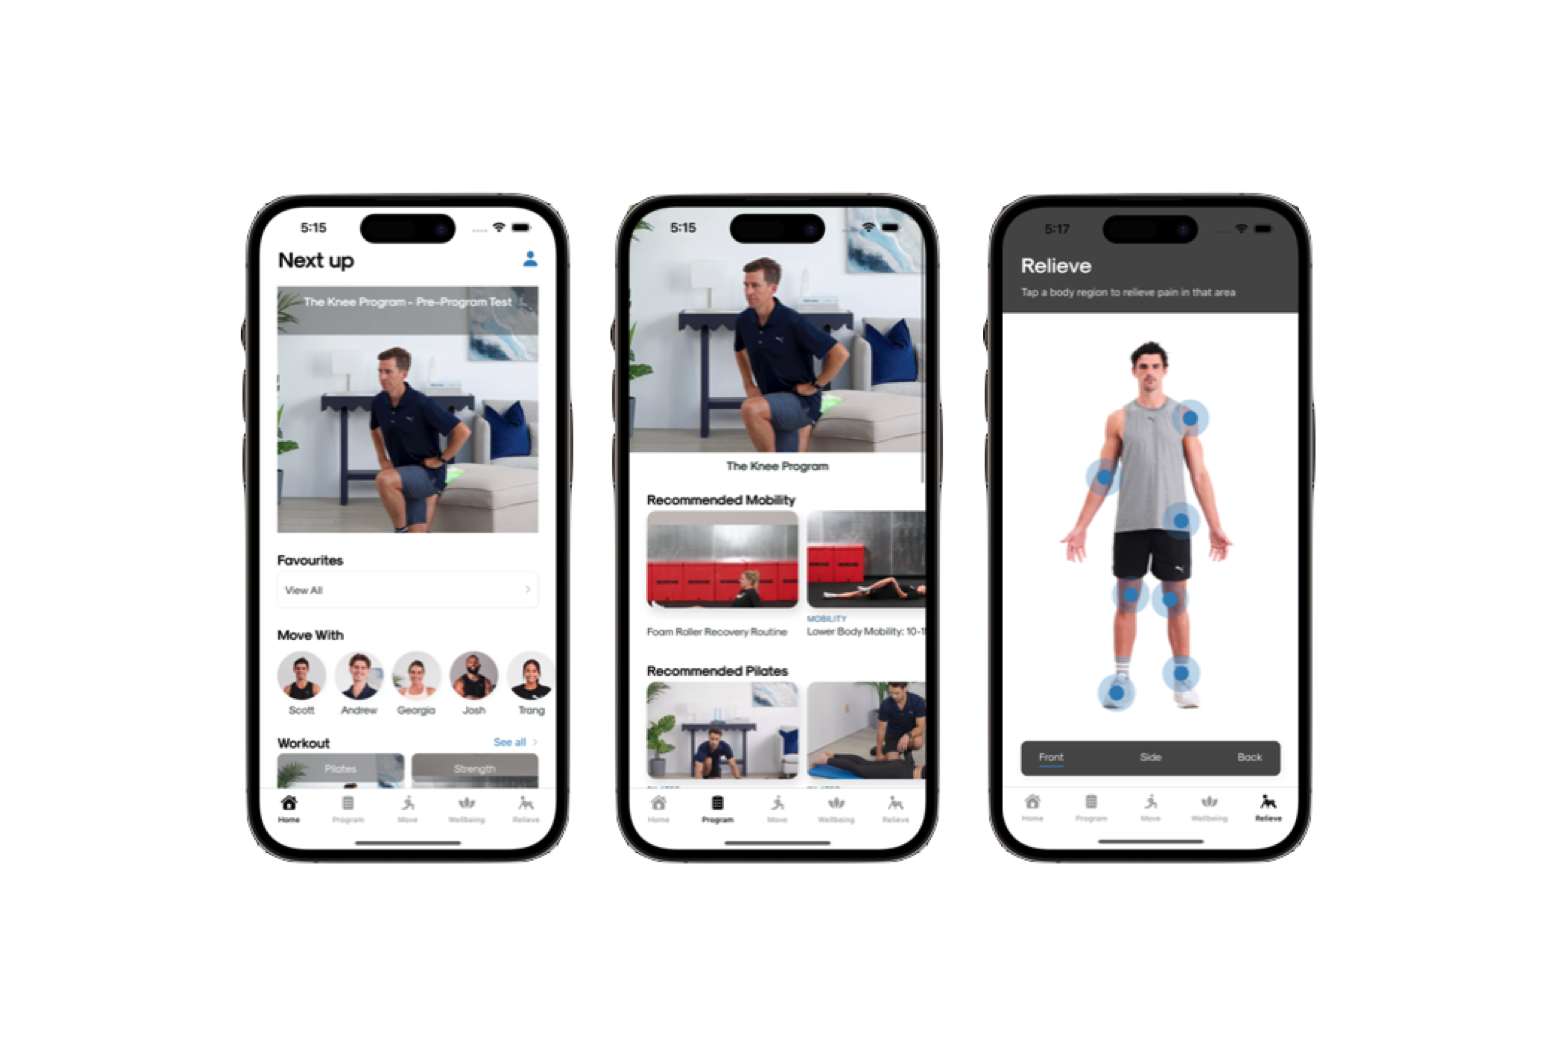 5:15
Next up
The Knee Program - Pre-Program Test
Favourites
View All
Move With
Scott
Andrew
Georgia
Josh
Trang
Workout
See all
Pilates
Strength
Home
Program
Move
Wellbeing
Relieve
5:15
The Knee Program
Recommended Mobility
Foam Roller Recovery Routine
MOBILITY
Lower Body Mobility: 10-1
Recommended Pilates
Home
Program
Move
Wellbeing
Relieve
5:17
Relieve
Tap a body region to relieve pain in that area
Front
Side
Back
Home
Program
Move
Wellbeing
Relieve